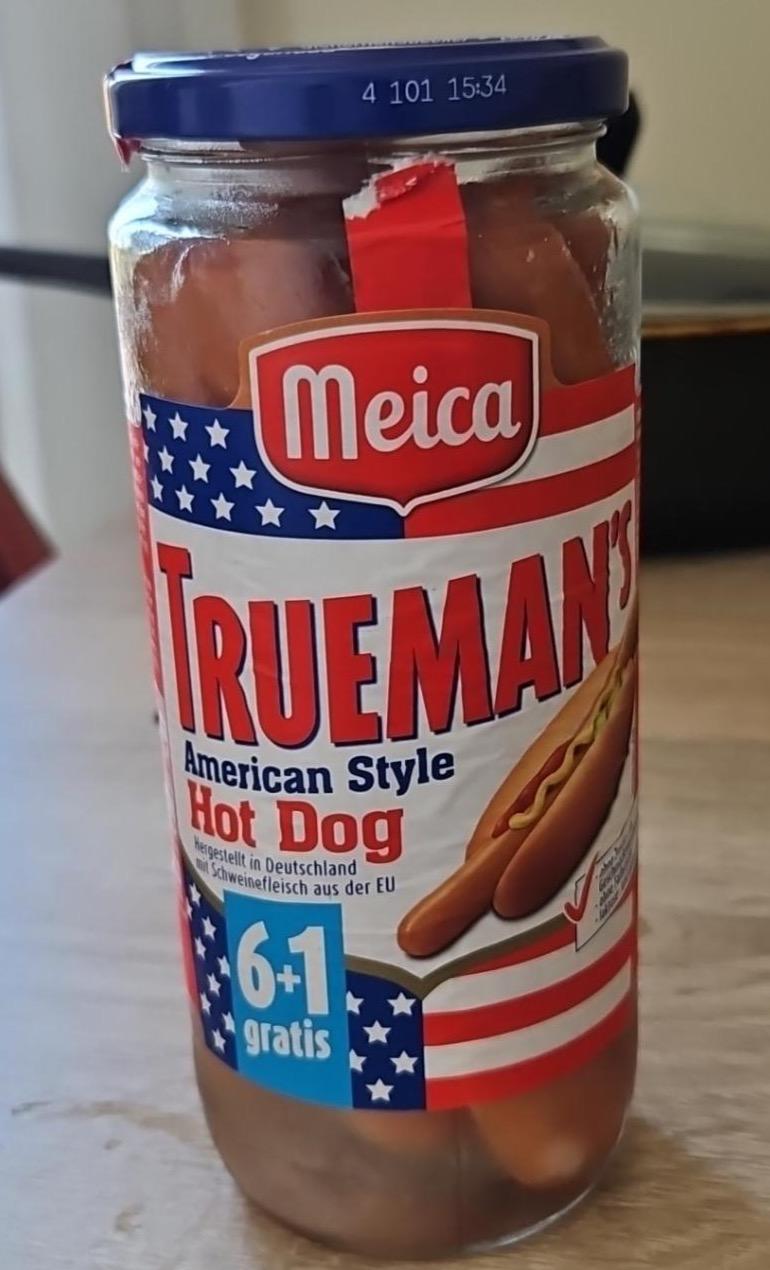 4 101 15:34
Meica
TRUEMAN'S
American Style
Hot Dog
Hergestellt in Deutschland
mit Schweinefleisch aus der EU
6+1
gratis